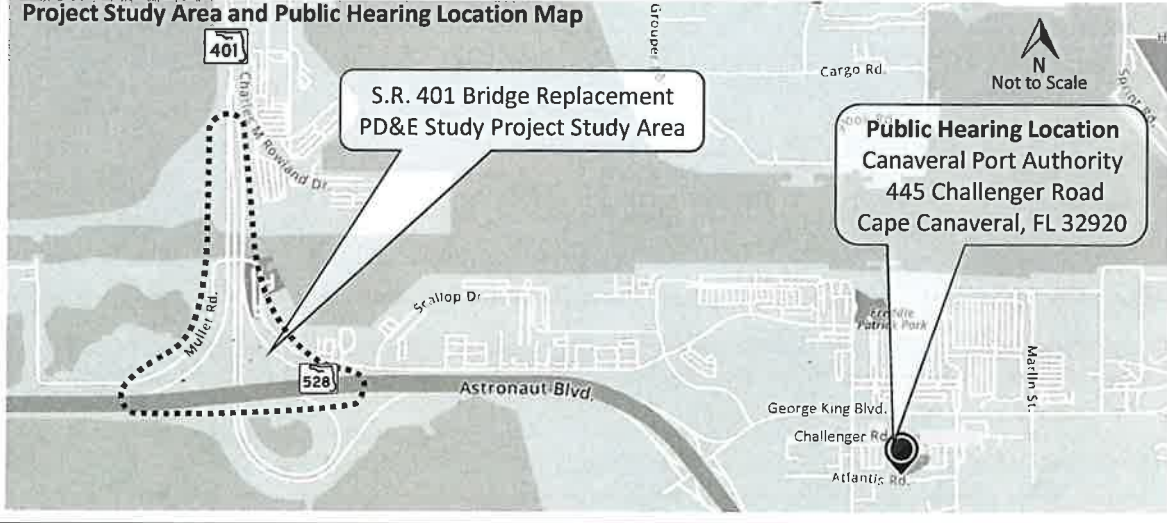 Project Study Area and Public Hearing Location Map
401
Charles M Rowland Dr.
S.R. 401 Bridge Replacement
PD&E Study Project Study Area
Grouper
Cargo Rd.
N
Not to Scale
Public Hearing Location
Canaveral Port Authority
445 Challenger Road
Cape Canaveral, FL 32920
Mullet Rd.
Scallop Dr
528
Astronaut Blvd.
Freddie
Patrick Park
Marlin St.
George King Blvd.
Challenger Rd
Atlantis Rd.